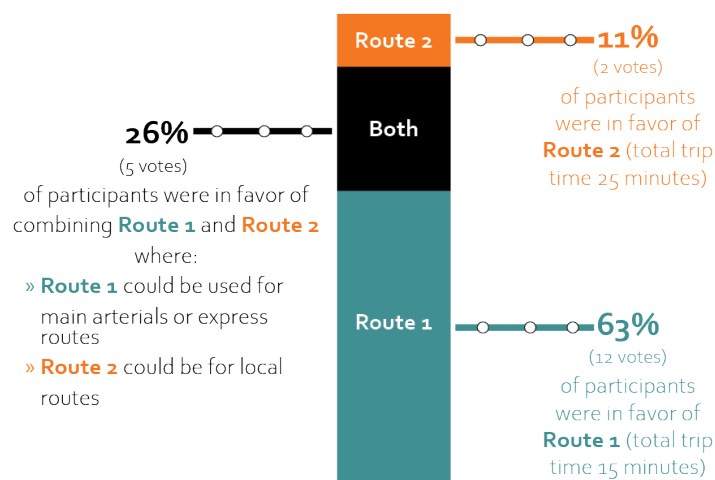 Route 2
11%
(2 votes)
of participants
were in favor of
Route 2 (total trip
time 25 minutes)
Both
26%
(5 votes)
of participants were in favor of
combining Route 1 and Route 2
where:
» Route 1 could be used for
main arterials or express
routes
» Route 2 could be for local
routes
Route 1
63%
(12 votes)
of participants
were in favor of
Route 1 (total trip
time 15 minutes)